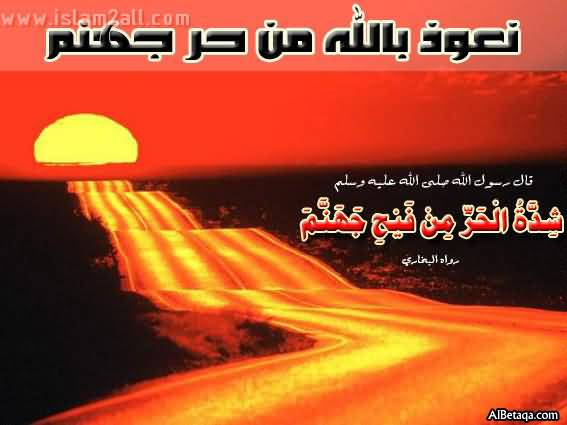 www.islam2all.com
نعوذ بالله من حر جهنم
قال رسول الله صلى الله عليه وسلم
شِدَّةُ الْحَرِّ مِنْ فَيْحِ جَهَنَّمَ
رواه البخاري
AlBetaqa.com